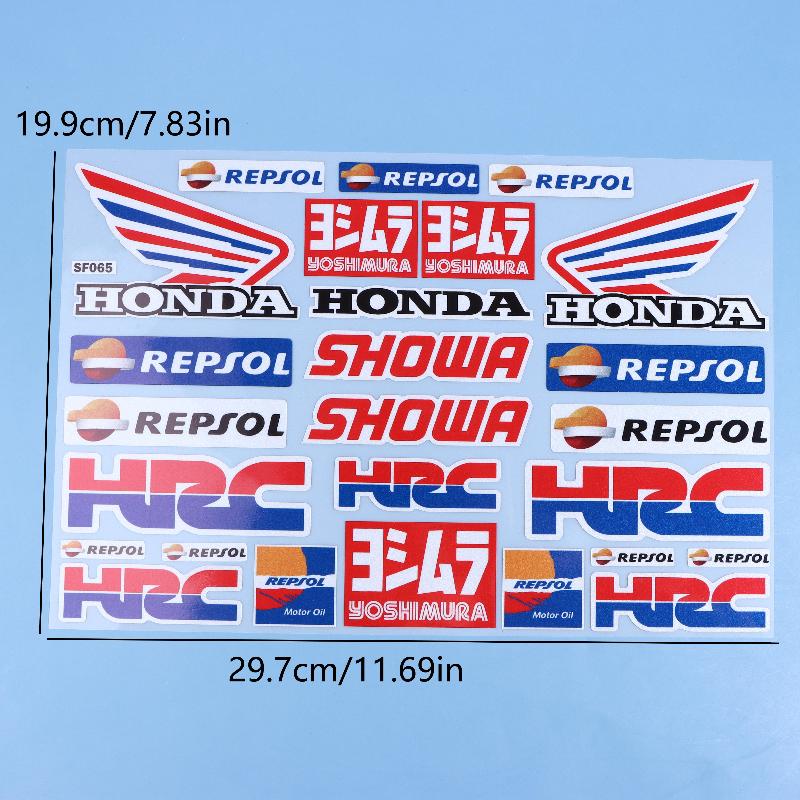 19.9cm/7.83in
REPSOL
REPSOL
REPSOL
ヨシムラ
YOSHIMURA
ヨシムラ
YOSHIMURA
SF065
HONDA
HONDA
HONDA
REPSOL
SHOWA
REPSOL
REPSOL
SHOWA
REPSOL
HRC
HRC
HRC
REPSOL
REPSOL
HRC
REPSOL
Motor Oil
ヨシムラ
YOSHIMURA
REPSOL
Motor Oil
REPSOL
REPSOL
HRC
29.7cm/11.69in